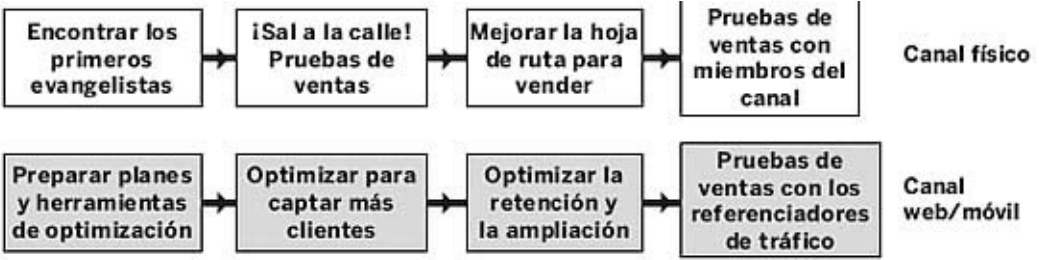 Encontrar los
primeros
evangelistas
¡Sal a la calle!
Pruebas de
ventas
Mejorar la hoja
de ruta para
vender
Pruebas de
ventas con
miembros del
canal
Canal físico
Preparar planes
y herramientas
de optimización
Optimizar para
captar más
clientes
Optimizar la
retención y
la ampliación
Pruebas de
ventas con los
referenciadores
de tráfico
Canal
web/móvil